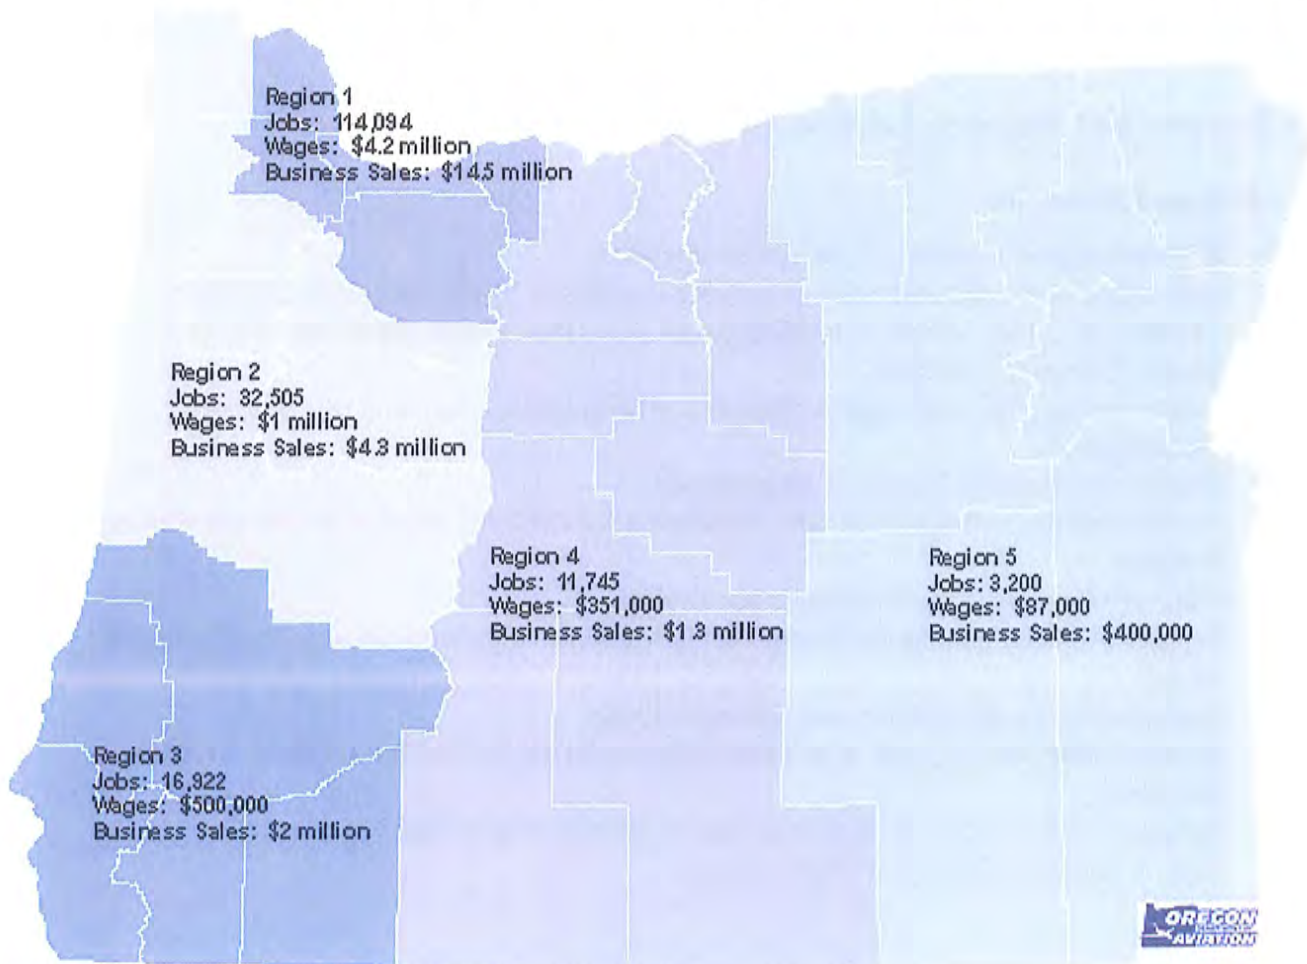 Region 1
Jobs: 114,094
Wages: $4.2 million
Business Sales: $14.5 million
Region 2
Jobs: 32,505
Wages: $1 million
Business Sales: $4.3 million
Region 4
Jobs: 11,745
Wages: $351,000
Business Sales: $1.3 million
Region 5
Jobs: 3,200
Wages: $87,000
Business Sales: $400,000
Region 3
Jobs: 16,922
Wages: $500,000
Business Sales: $2 million
OREGON
AVIATION